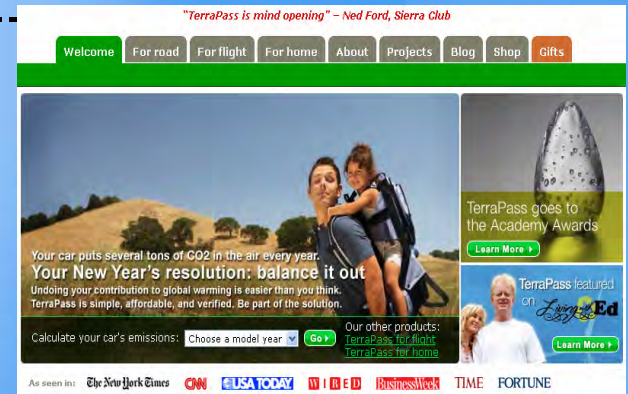 "TerraPass is mind opening" – Ned Ford, Sierra Club
Welcome For road For flight For home About Projects Blog Shop Gifts
Your car puts several tons of CO2 in the air every year.
Your New Year's resolution: balance it out
Undoing your contribution to global warming is easier than you think.
TerraPass is simple, affordable, and verified. Be part of the solution.
Calculate your car's emissions: Choose a model year Go
Our other products:
TerraPass for flight
TerraPass for home
TerraPass goes to
the Academy Awards
Learn More
TerraPass featured
on Living with Ed
Learn More
As seen in: The New York Times CNN USA TODAY WIRED BusinessWeek TIME FORTUNE